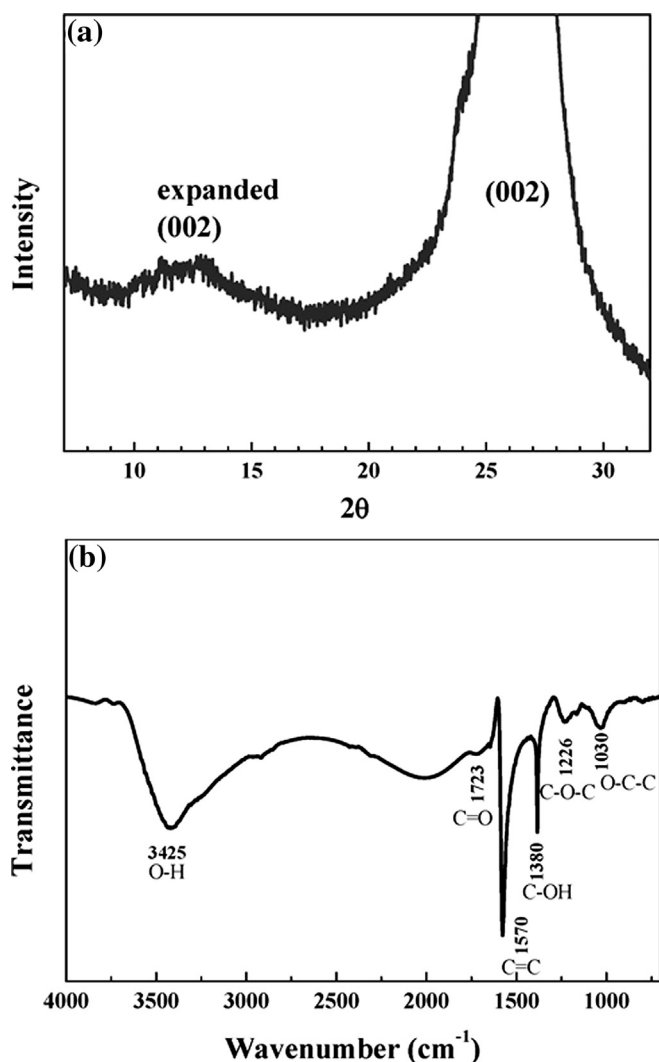 (a)
expanded
(002)
(002)
Intensity
10 15 20 25 30
2θ
(b)
Transmittance
3425
O-H
1723
C=O
1570
C=C
1380
C-OH
1226
C-O-C
1030
O-C-C
4000 3500 3000 2500 2000 1500 1000
Wavenumber (cm⁻¹)